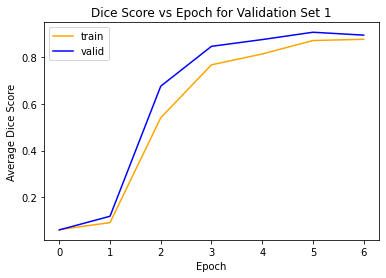 Dice Score vs Epoch for Validation Set 1
train
valid
Average Dice Score
0.8
0.6
0.4
0.2
0 1 2 3 4 5 6
Epoch